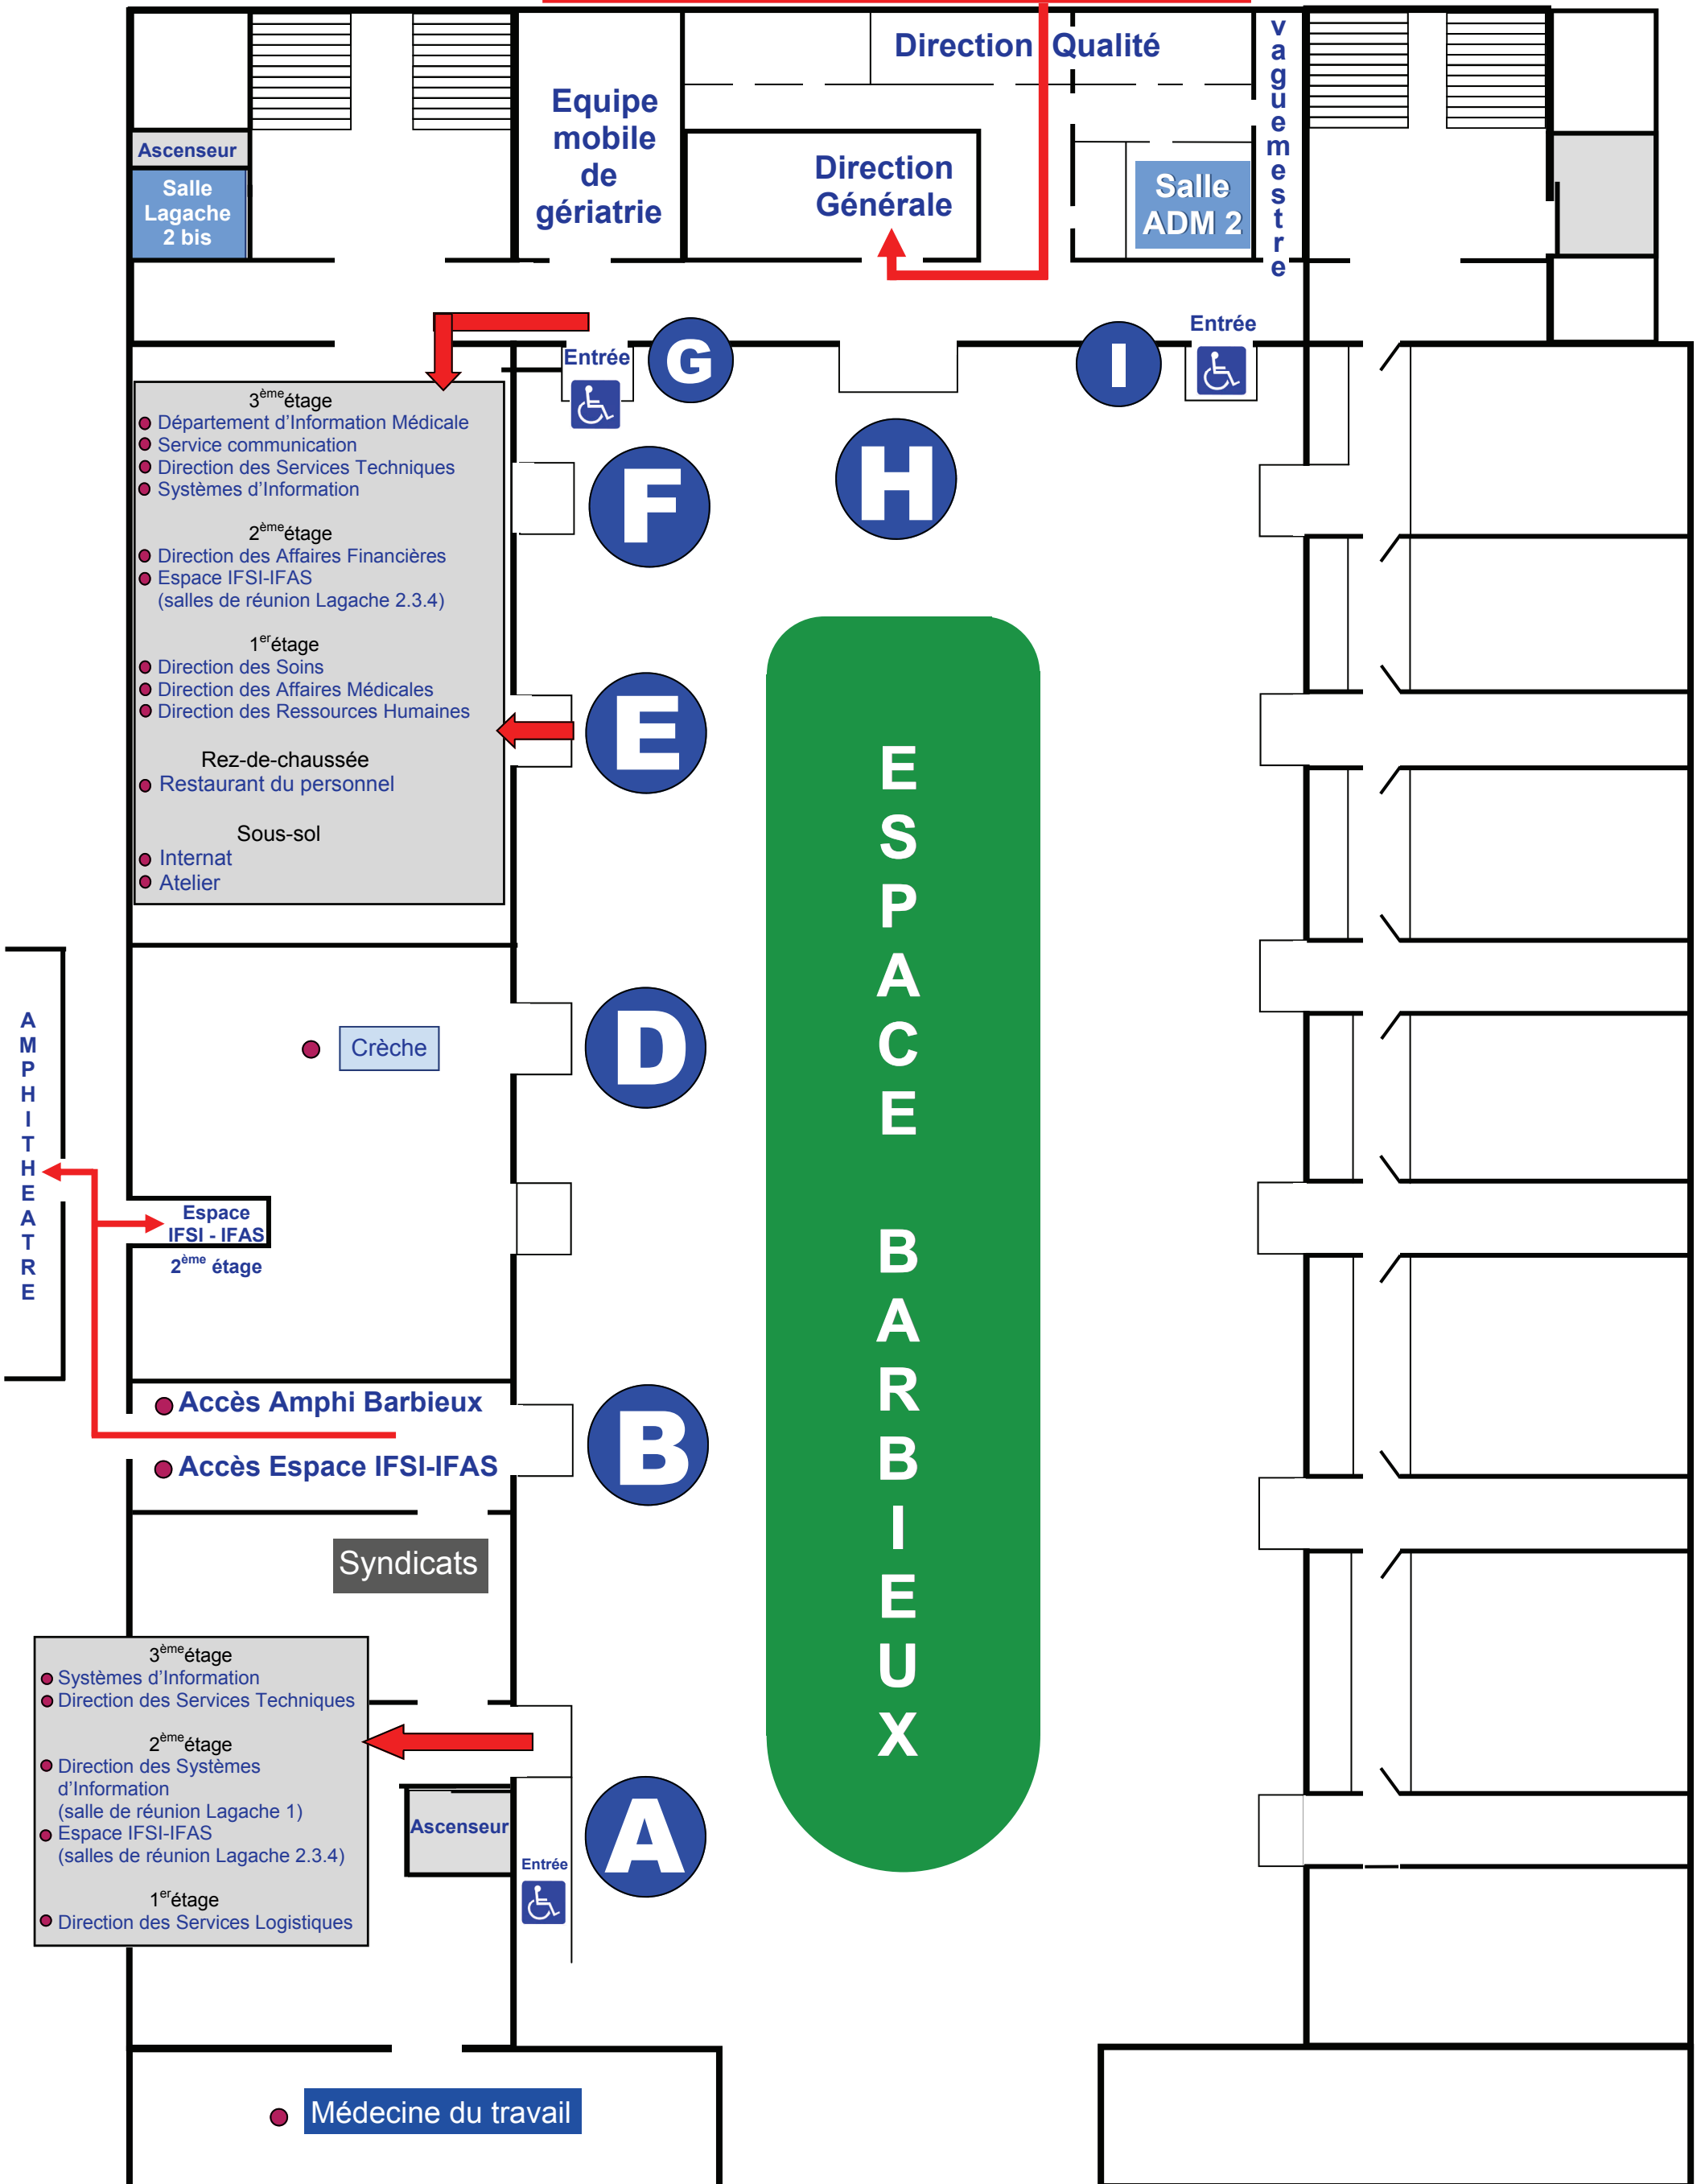 Direction Qualité
vaguemestre
Equipe
mobile
de
gériatrie
Ascenseur
Salle
Lagache
2 bis
Direction
Générale
Salle
ADM 2
Entrée
G
I
Entrée
H
F
3ème étage
Département d’Information Médicale
Service communication
Direction des Services Techniques
Systèmes d’Information
2ème étage
Direction des Affaires Financières
Espace IFSI-IFAS
(salles de réunion Lagache 2.3.4)
1er étage
Direction des Soins
Direction des Affaires Médicales
Direction des Ressources Humaines
Rez-de-chaussée
Restaurant du personnel
Sous-sol
Internat
Atelier
E
ESPACE BARBIEUX
D
Crèche
AMPHITHEATRE
Espace
IFSI - IFAS
2ème étage
Accès Amphi Barbieux
Accès Espace IFSI-IFAS
B
Syndicats
3ème étage
Systèmes d’Information
Direction des Services Techniques
2ème étage
Direction des Systèmes
d’Information
(salle de réunion Lagache 1)
Espace IFSI-IFAS
(salles de réunion Lagache 2.3.4)
1er étage
Direction des Services Logistiques
Ascenseur
Entrée
A
Médecine du travail